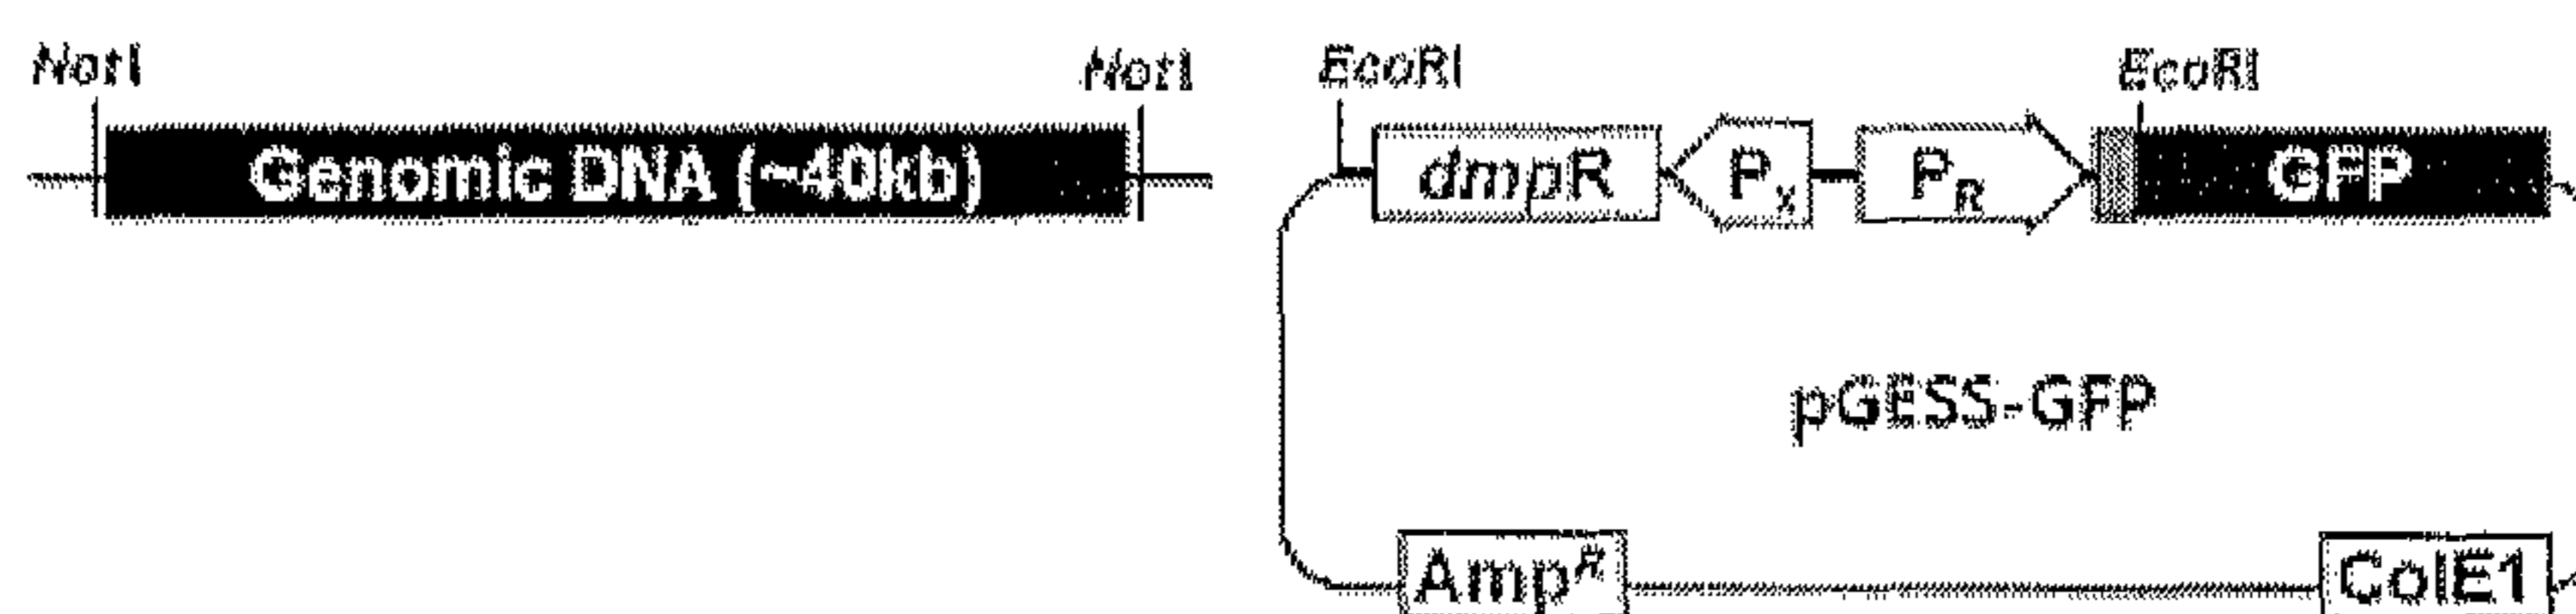 NotI NotI EcoRI EcoRI
Genomic DNA (~40kb) dmpR Px PR GFP
pGESS-GFP
AmpR ColE1